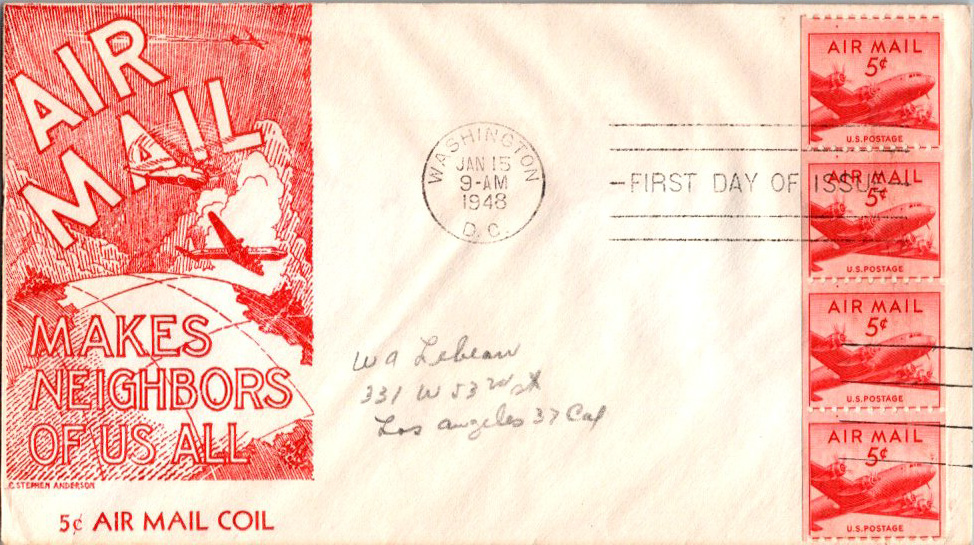 AIR
MAIL
MAKES
NEIGHBORS
OF US ALL
C. STEPHEN ANDERSON
5¢ AIR MAIL COIL
WASHINGTON
JAN 15
9-AM
1948
D. C.
FIRST DAY OF ISSUE
W A Lebeau
331 W 53rd st
Los Angeles 37 Cal
AIR MAIL
5¢
U.S. POSTAGE
AIR MAIL
5¢
U.S. POSTAGE
AIR MAIL
5¢
U.S. POSTAGE
AIR MAIL
5¢
U.S. POSTAGE